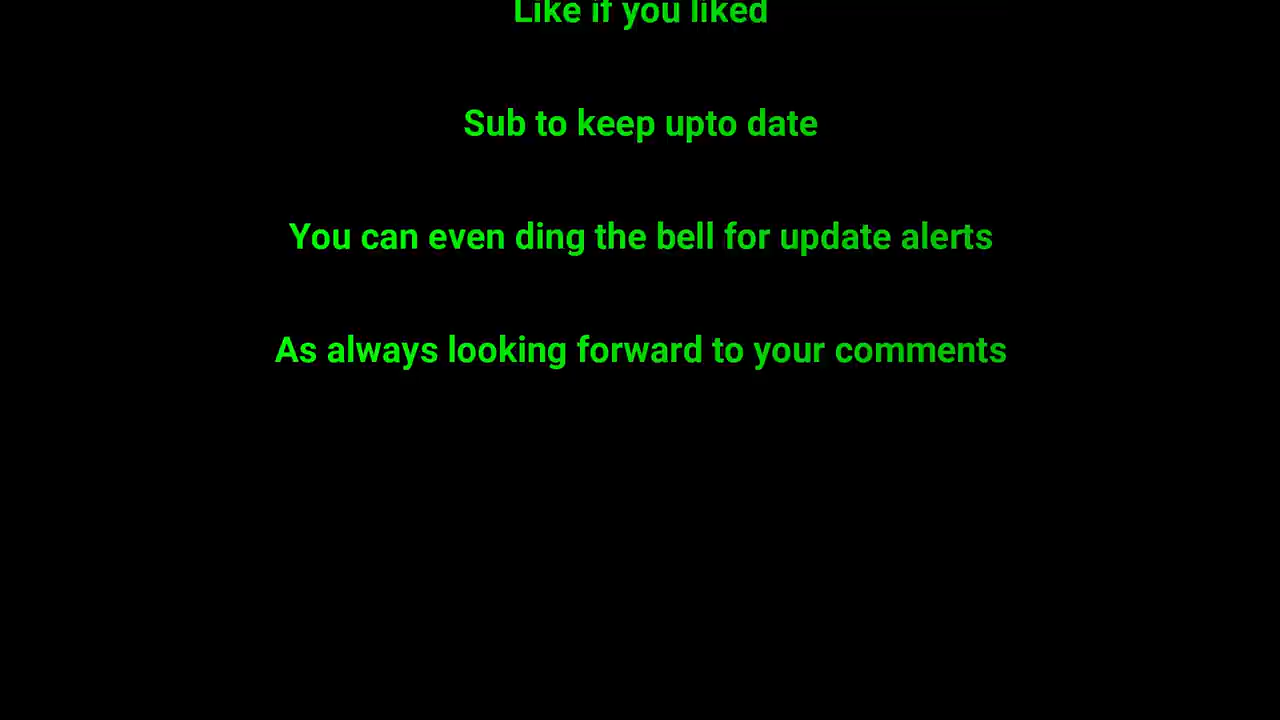 Like if you liked
Sub to keep upto date
You can even ding the bell for update alerts
As always looking forward to your comments